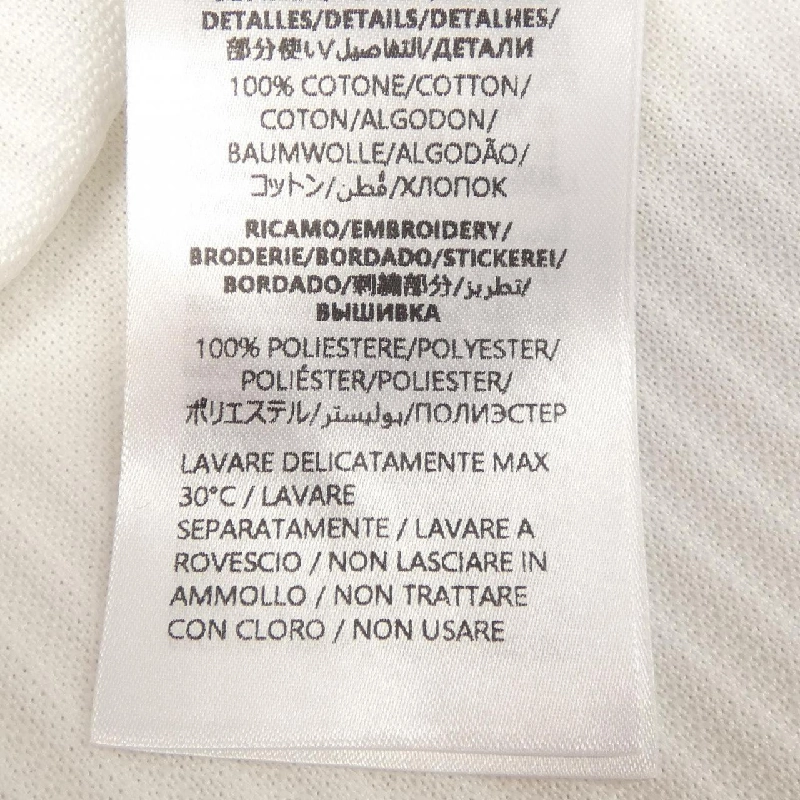 DETALLES/DETAILS/DETALHES/
部分使い/التفاصيل/ДЕТАЛИ
100% COTONE/COTTON/
COTON/ALGODON/
BAUMWOLLE/ALGODÃO/
コットン/قُطن/ХЛОПОК
RICAMO/EMBROIDERY/
BRODERIE/BORDADO/STICKEREI/
BORDADO/刺繍部分/تطريز/
ВЫШИВКА
100% POLIESTERE/POLYESTER/
POLIÉSTER/POLIESTER/
ポリエステル/بوليستر/ПОЛИЭСТЕР
LAVARE DELICATAMENTE MAX
30°C / LAVARE
SEPARATAMENTE / LAVARE A
ROVESCIO / NON LASCIARE IN
AMMOLLO / NON TRATTARE
CON CLORO / NON USARE